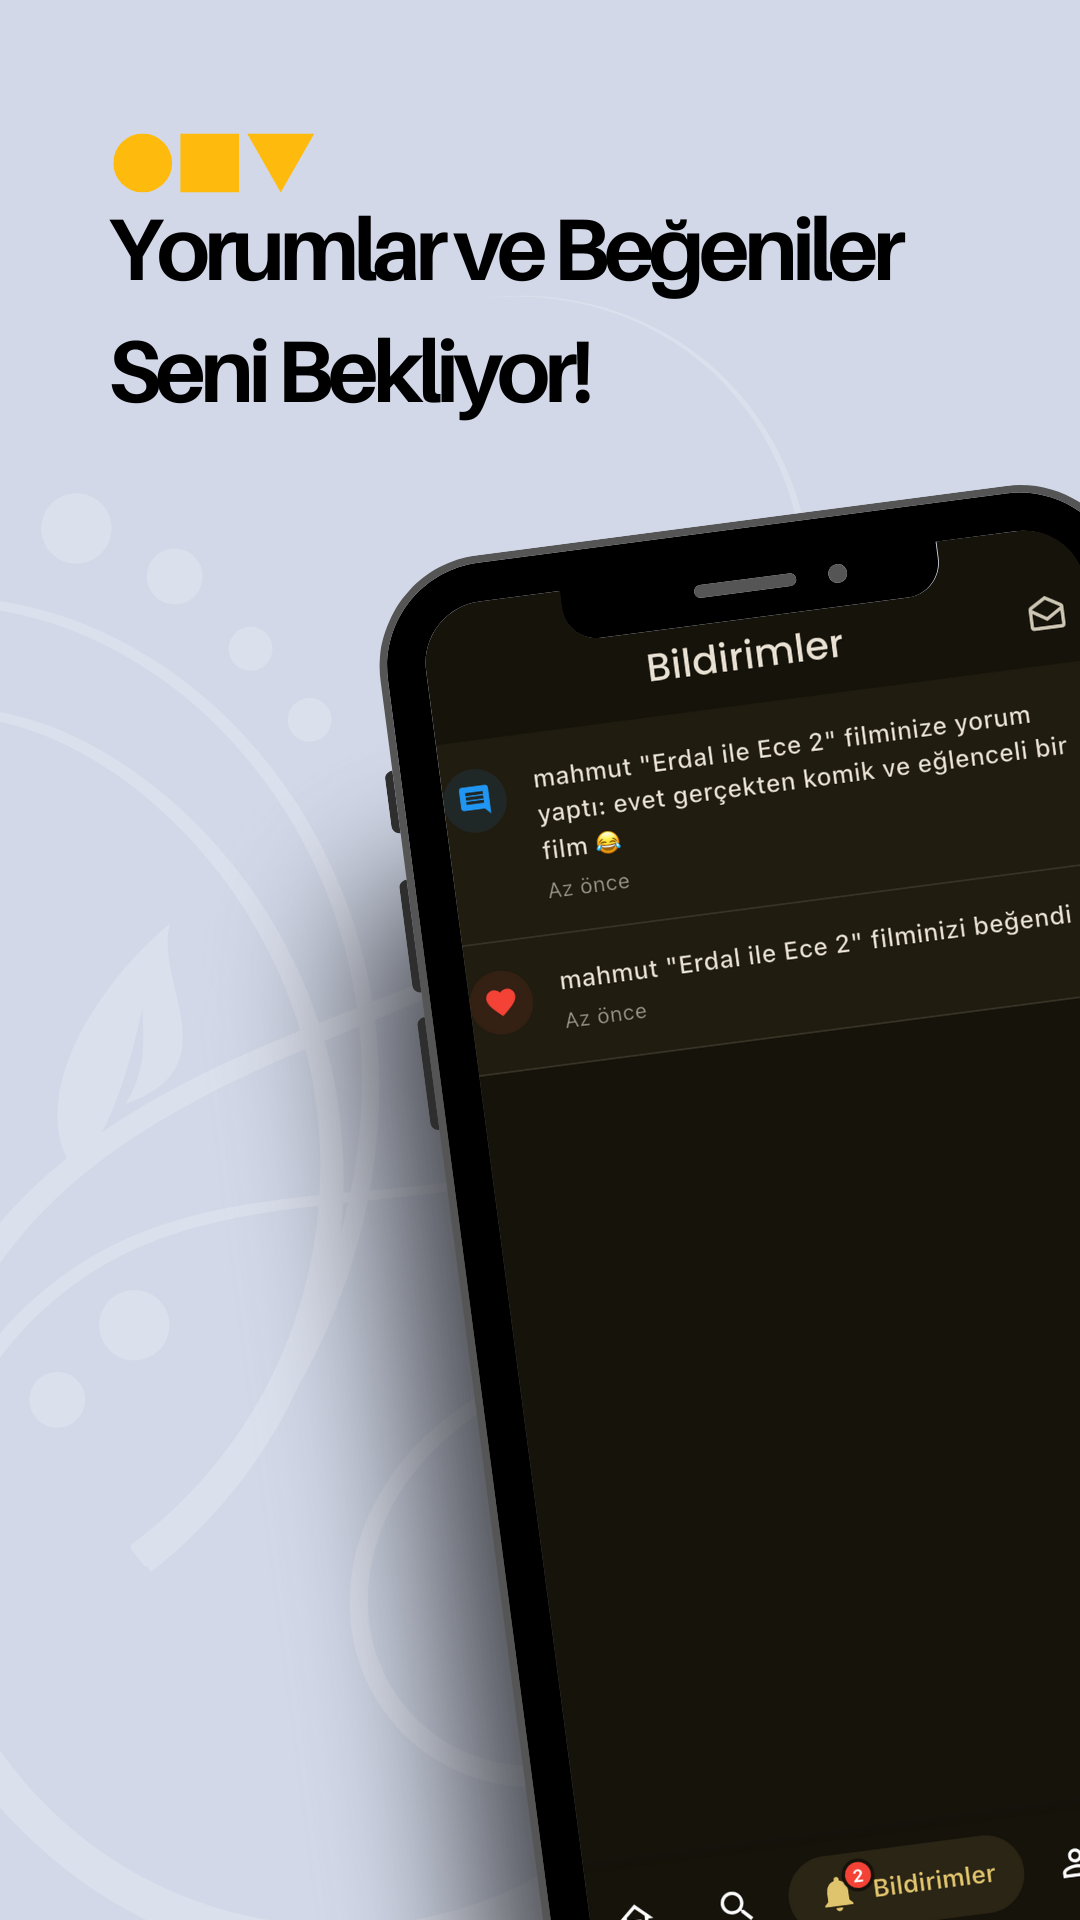 Yorumlar ve Beğeniler
Seni Bekliyor!
Bildirimler
mahmut "Erdal ile Ece 2" filminize yorum
yaptı: evet gerçekten komik ve eğlenceli bir
film 😂
Az önce
mahmut "Erdal ile Ece 2" filminizi beğendi
Az önce
2
Bildirimler